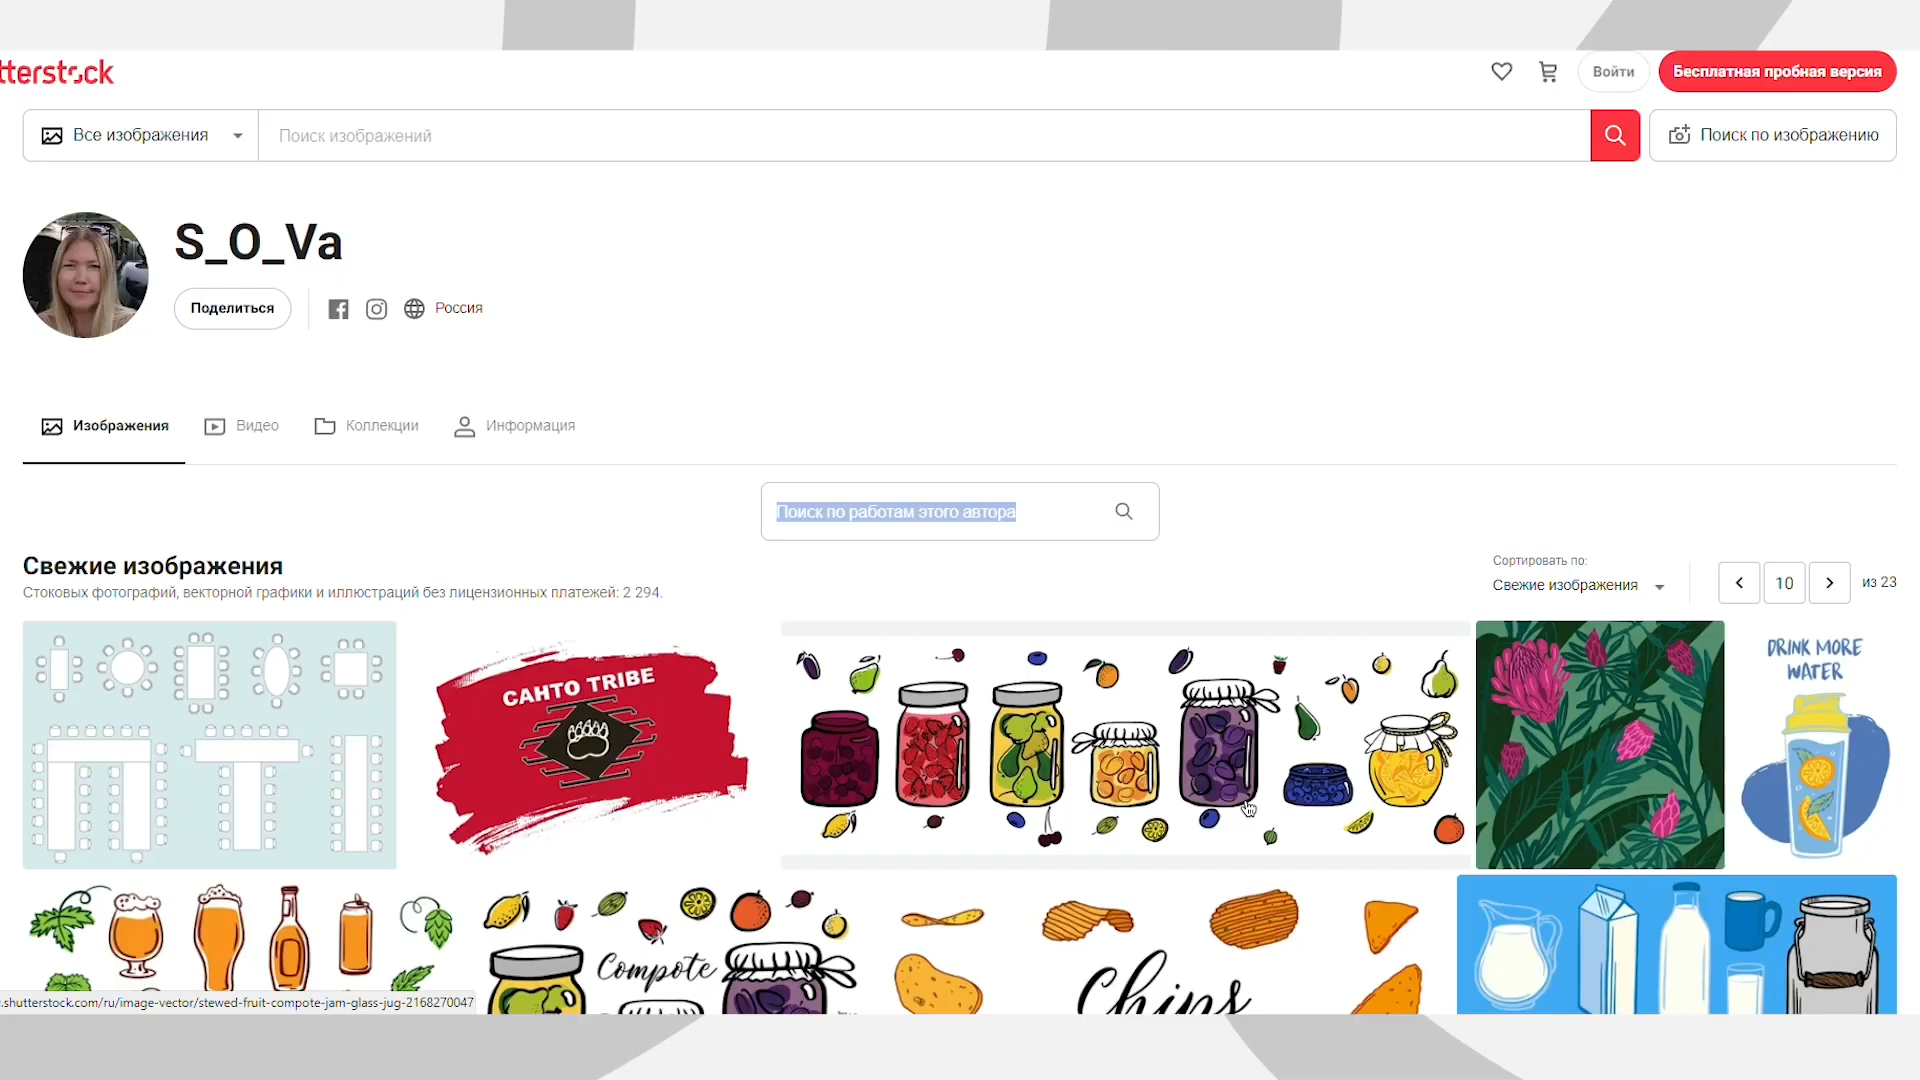 tterstock
Войти
Бесплатная пробная версия
Все изображения
Поиск изображений
Поиск по изображению
S_O_Va
Поделиться
Россия
Изображения
Видео
Коллекции
Информация
Поиск по работам этого автора
Свежие изображения
Стоковых фотографий, векторной графики и иллюстраций без лицензионных платежей: 2 294.
Сортировать по:
Свежие изображения
10
из 23
CAHTO TRIBE
DRINK MORE
WATER
Compote
Chips
.shutterstock.com/ru/image-vector/stewed-fruit-compote-jam-glass-jug-2168270047